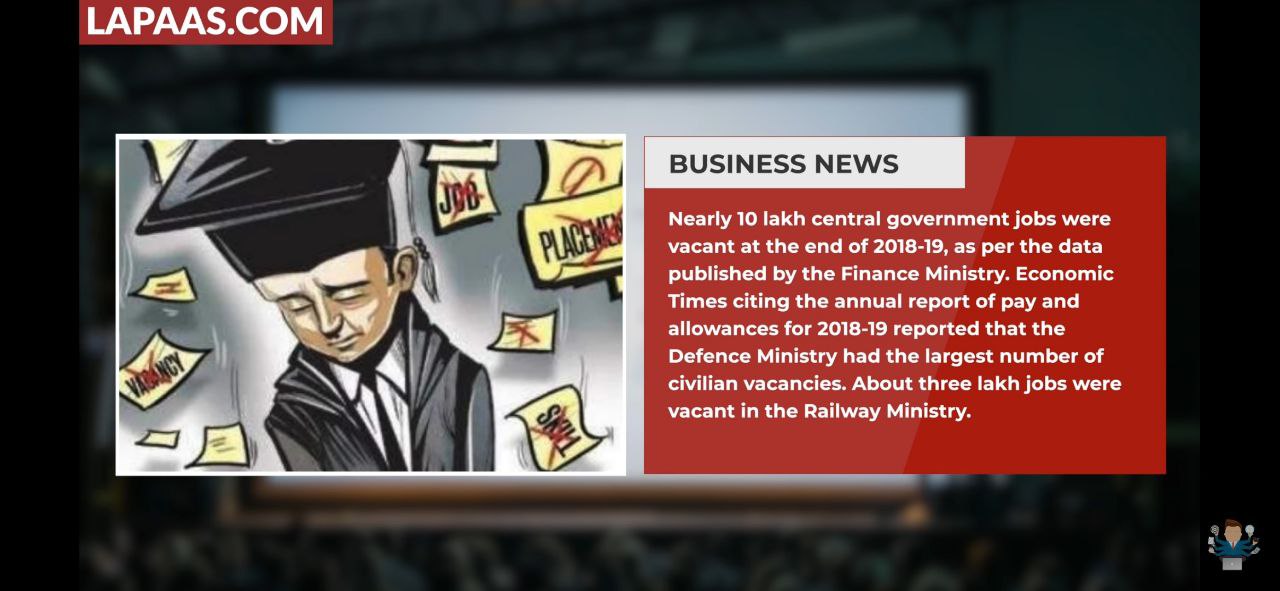 LAPAAS.COM
JOB
PLACEMEN
VACANCY
BUSINESS NEWS
Nearly 10 lakh central government jobs were
vacant at the end of 2018-19, as per the data
published by the Finance Ministry. Economic
Times citing the annual report of pay and
allowances for 2018-19 reported that the
Defence Ministry had the largest number of
civilian vacancies. About three lakh jobs were
vacant in the Railway Ministry.